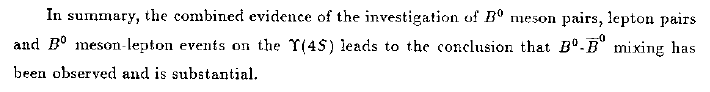 In summary, the combined evidence of the investigation of B⁰ meson pairs, lepton pairs
and B⁰ meson-lepton events on the Υ(4S) leads to the conclusion that B⁰-B̅⁰ mixing has
been observed and is substantial.